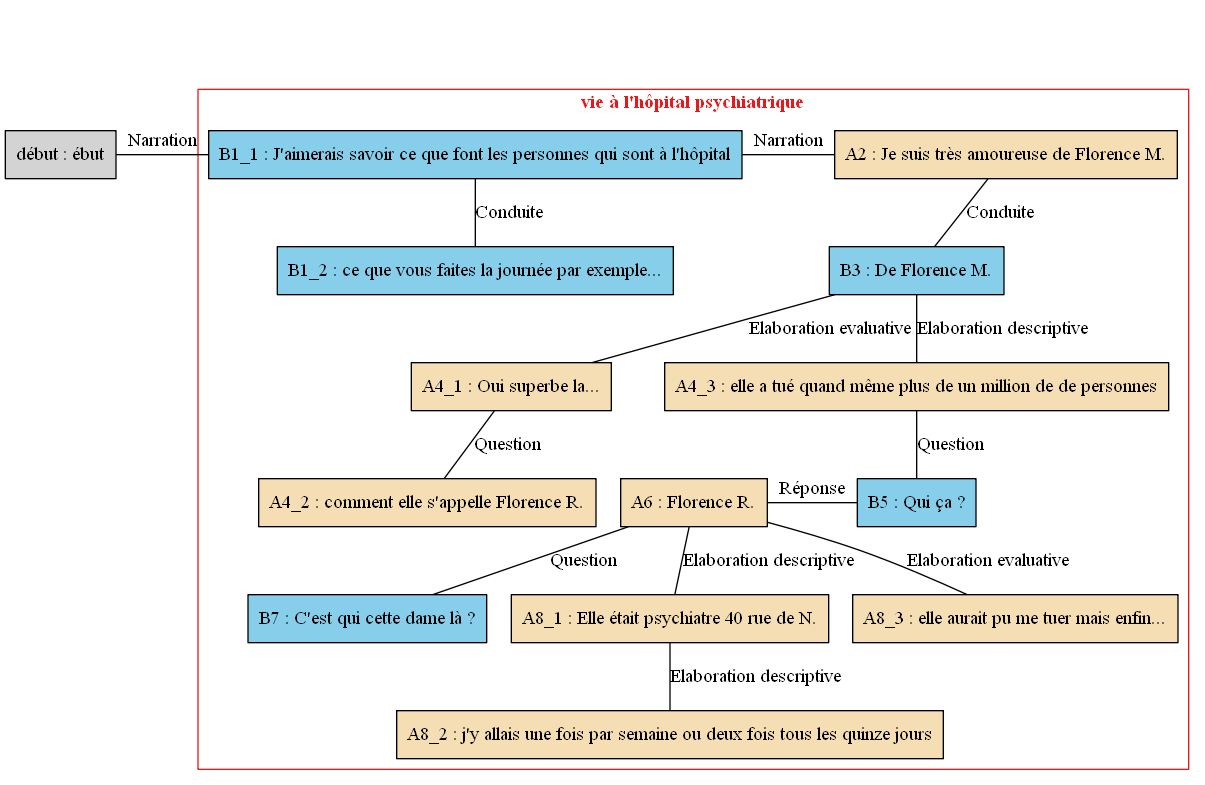 vie à l'hôpital psychiatrique
début : ébut
Narration
B1_1 : J'aimerais savoir ce que font les personnes qui sont à l'hôpital
Narration
A2 : Je suis très amoureuse de Florence M.
Conduite
Conduite
B1_2 : ce que vous faites la journée par exemple...
B3 : De Florence M.
Elaboration evaluative
Elaboration descriptive
A4_1 : Oui superbe la...
A4_3 : elle a tué quand même plus de un million de de personnes
Question
Question
A4_2 : comment elle s'appelle Florence R.
A6 : Florence R.
Réponse
B5 : Qui ça ?
Question
Elaboration descriptive
Elaboration evaluative
B7 : C'est qui cette dame là ?
A8_1 : Elle était psychiatre 40 rue de N.
A8_3 : elle aurait pu me tuer mais enfin...
Elaboration descriptive
A8_2 : j'y allais une fois par semaine ou deux fois tous les quinze jours